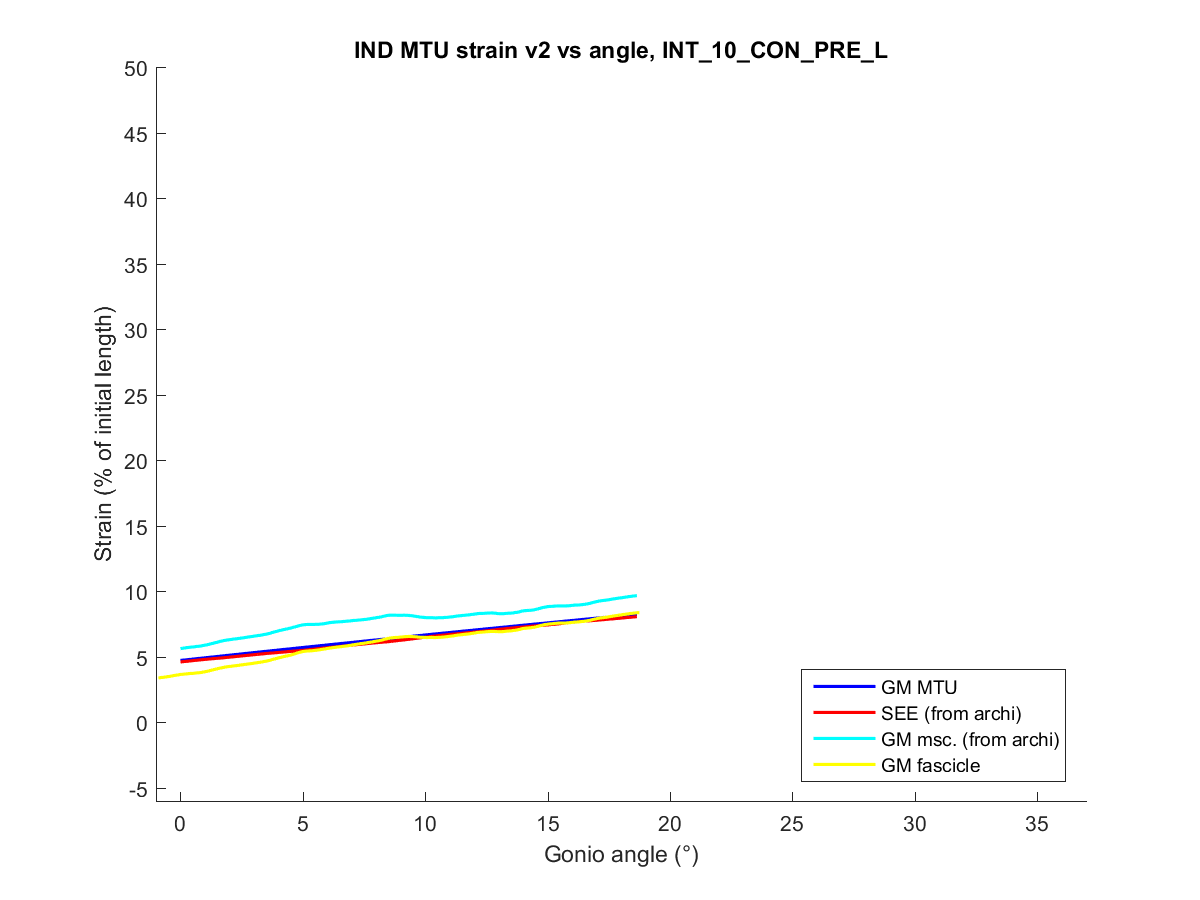 IND MTU strain v2 vs angle, INT_10_CON_PRE_L
50
45
40
35
30
25
20
15
10
5
0
-5
Strain (% of initial length)
0 5 10 15 20 25 30 35
Gonio angle (°)
GM MTU
SEE (from archi)
GM msc. (from archi)
GM fascicle